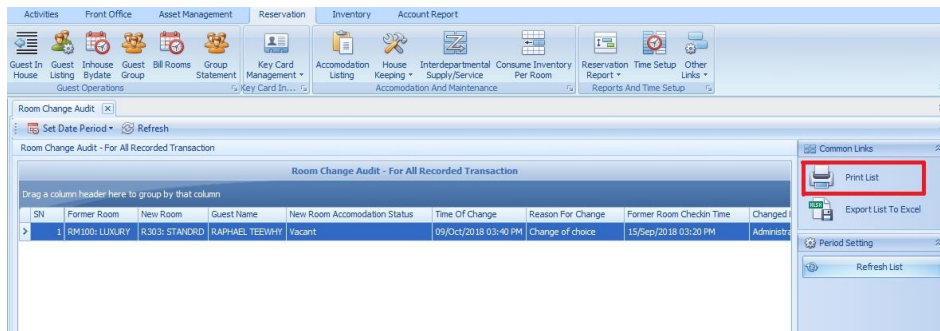 Activities Front Office Asset Management Reservation Inventory Account Report
Guest In House
Guest Listing
Inhouse Bydate
Guest Group
Bill Rooms
Group Statement
Key Card Management
Accomodation Listing
House Keeping
Interdepartmental Supply/Service
Consume Inventory Per Room
Reservation Report
Time Setup
Other Links
Guest Operations Key Card In... Accomodation And Maintenance Reports And Time Setup
Room Change Audit
Set Date Period Refresh
Room Change Audit - For All Recorded Transaction
Room Change Audit - For All Recorded Transaction
Drag a column header here to group by that column
SN Former Room New Room Guest Name New Room Accomodation Status Time Of Change Reason For Change Former Room Checkin Time Changed
1 RM100: LUXURY R303: STANDRD RAPHAEL TEEWHY Vacant 09/Oct/2018 03:40 PM Change of choice 15/Sep/2018 03:20 PM Administra
Common Links
Print List
Export List To Excel
Period Setting
Refresh List